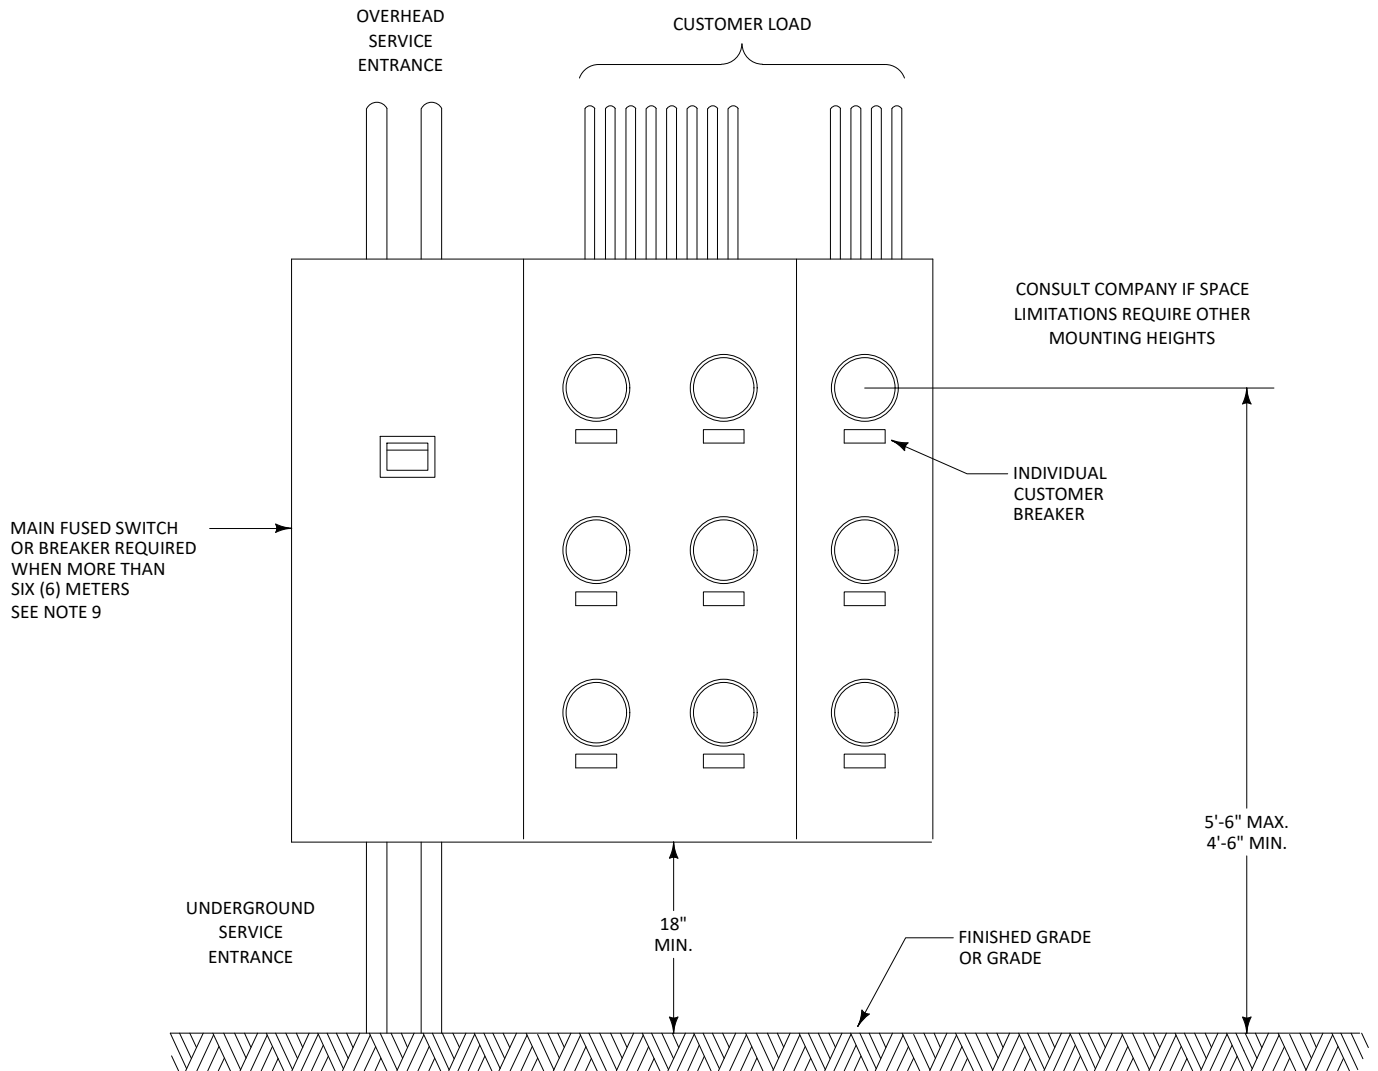 OVERHEAD
SERVICE
ENTRANCE
CUSTOMER LOAD
CONSULT COMPANY IF SPACE
LIMITATIONS REQUIRE OTHER
MOUNTING HEIGHTS
INDIVIDUAL
CUSTOMER
BREAKER
MAIN FUSED SWITCH
OR BREAKER REQUIRED
WHEN MORE THAN
SIX (6) METERS
SEE NOTE 9
5'-6" MAX.
4'-6" MIN.
UNDERGROUND
SERVICE
ENTRANCE
18"
MIN.
FINISHED GRADE
OR GRADE